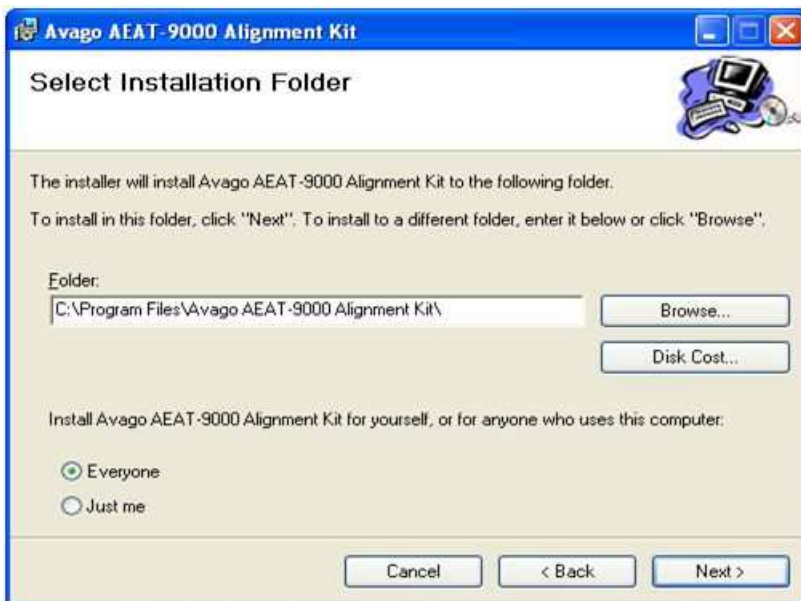 Avago AEAT-9000 Alignment Kit
Select Installation Folder
The installer will install Avago AEAT-9000 Alignment Kit to the following folder.
To install in this folder, click "Next". To install to a different folder, enter it below or click "Browse".
Folder:
C:\Program Files\Avago AEAT-9000 Alignment Kit\
Browse...
Disk Cost...
Install Avago AEAT-9000 Alignment Kit for yourself, or for anyone who uses this computer:
Everyone
Just me
Cancel
< Back
Next >